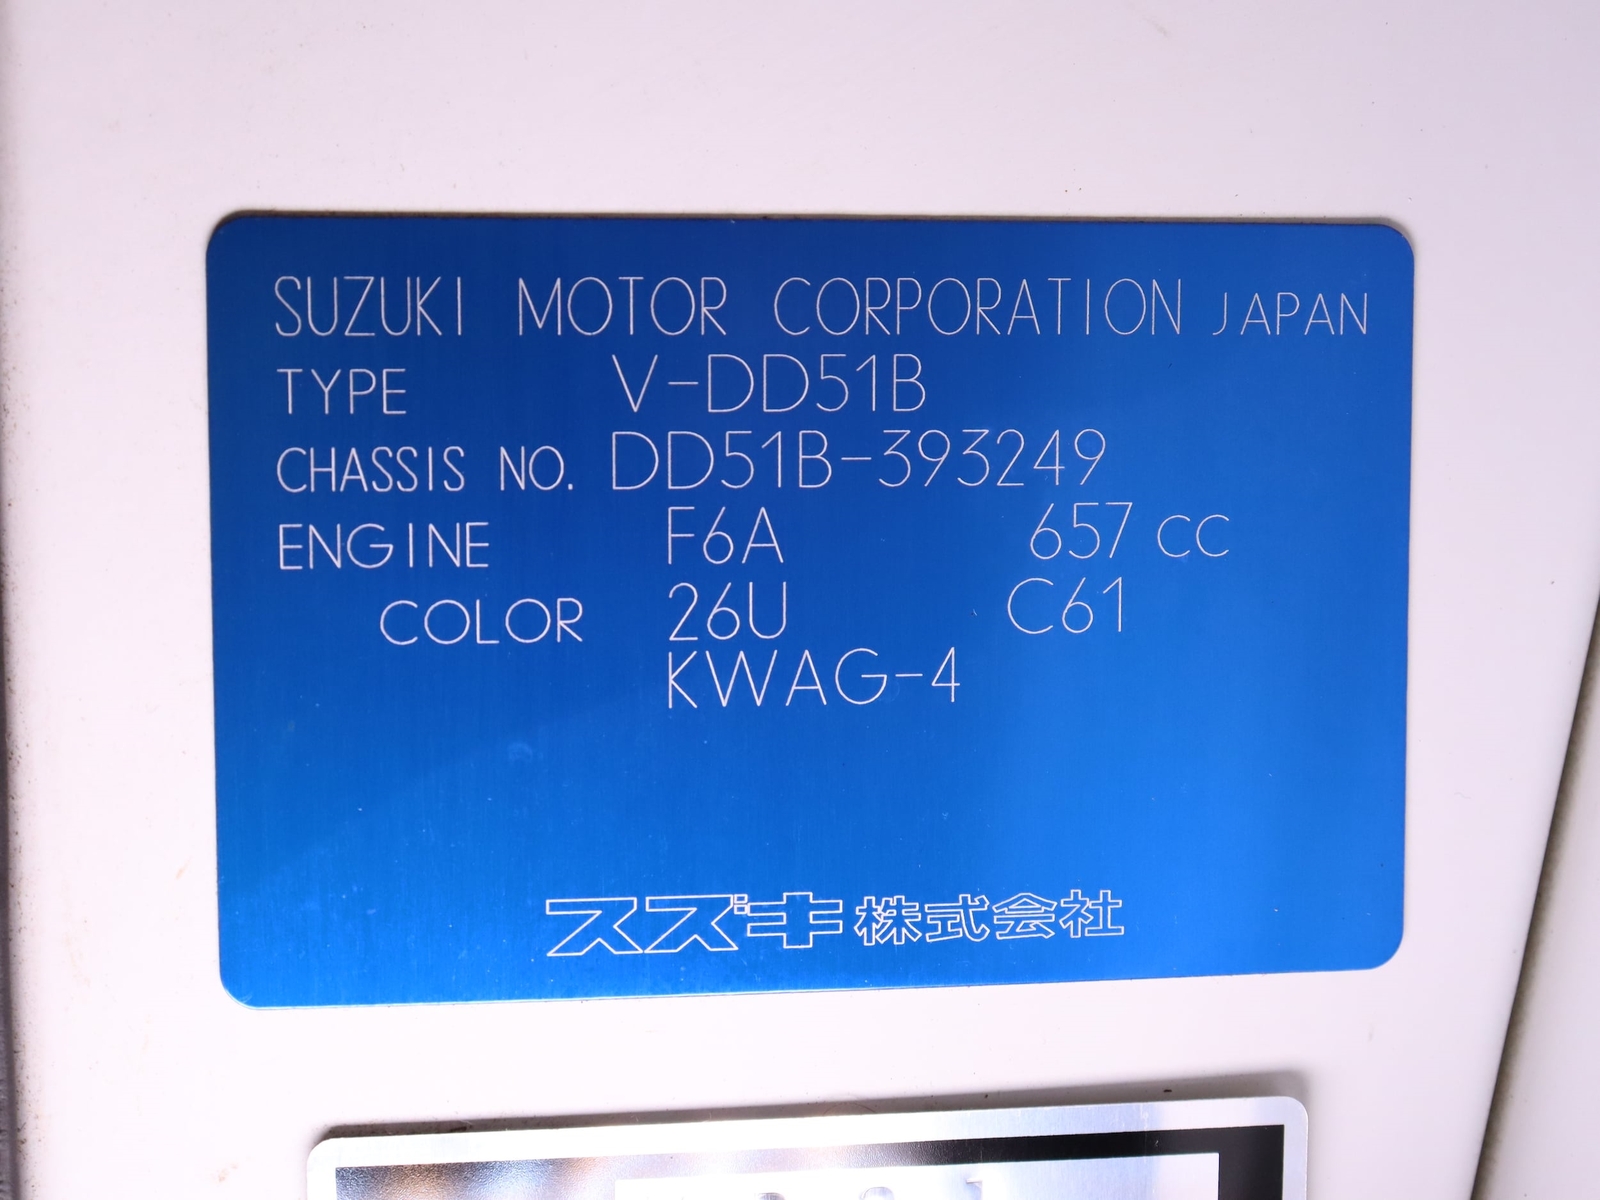 SUZUKI MOTOR CORPORATION JAPAN
TYPE V-DD51B
CHASSIS NO. DD51B-393249
ENGINE F6A 657 CC
COLOR 26U C61
KWAG-4
スズキ株式会社